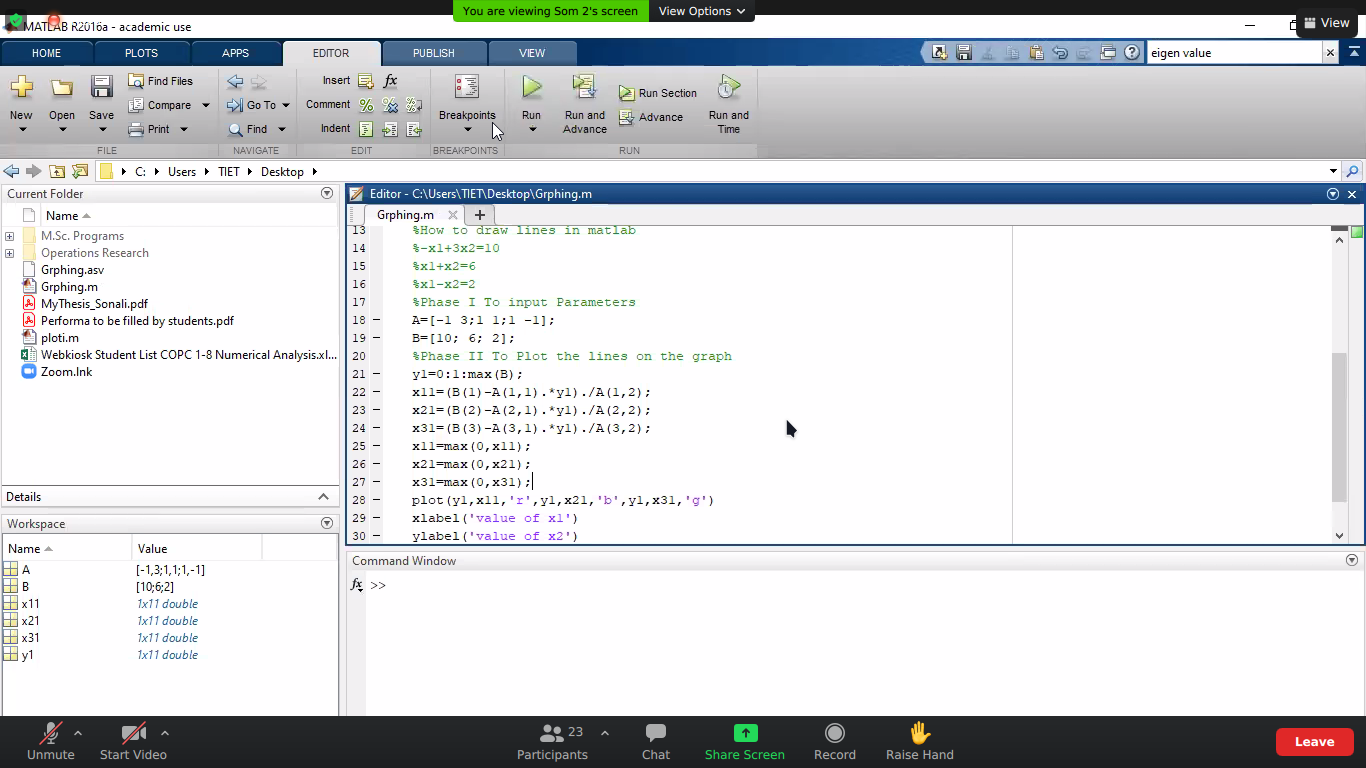 You are viewing Som 2's screen View Options
MATLAB R2016a - academic use
View
HOME PLOTS APPS EDITOR PUBLISH VIEW
eigen value
New Open Save Find Files Compare Print
FILE
Go To Find
NAVIGATE
Insert fx
Comment
Indent
EDIT
Breakpoints
BREAKPOINTS
Run Run and Advance Run Section Advance Run and Time
RUN
C: Users TIET Desktop
Current Folder
Name
M.Sc. Programs
Operations Research
Grphing.asv
Grphing.m
MyThesis_Sonali.pdf
Performa to be filled by students.pdf
ploti.m
Webkiosk Student List COPC 1-8 Numerical Analysis.xl...
Zoom.lnk
Details
Workspace
Name Value
A [-1,3;1,1;1,-1]
B [10;6;2]
x11 1x11 double
x21 1x11 double
x31 1x11 double
y1 1x11 double
Editor - C:\Users\TIET\Desktop\Grphing.m
Grphing.m
13 %How to draw lines in matlab
14 %-x1+3x2=10
15 %x1+x2=6
16 %x1-x2=2
17 %Phase I To input Parameters
18 - A=[-1 3;1 1;1 -1];
19 - B=[10; 6; 2];
20 %Phase II To Plot the lines on the graph
21 - y1=0:1:max(B);
22 - x11=(B(1)-A(1,1).*y1)./A(1,2);
23 - x21=(B(2)-A(2,1).*y1)./A(2,2);
24 - x31=(B(3)-A(3,1).*y1)./A(3,2);
25 - x11=max(0,x11);
26 - x21=max(0,x21);
27 - x31=max(0,x31);
28 - plot(y1,x11,'r',y1,x21,'b',y1,x31,'g')
29 - xlabel('value of x1')
30 - ylabel('value of x2')
Command Window
fx >>
Unmute Start Video Participants 23 Chat Share Screen Record Raise Hand Leave